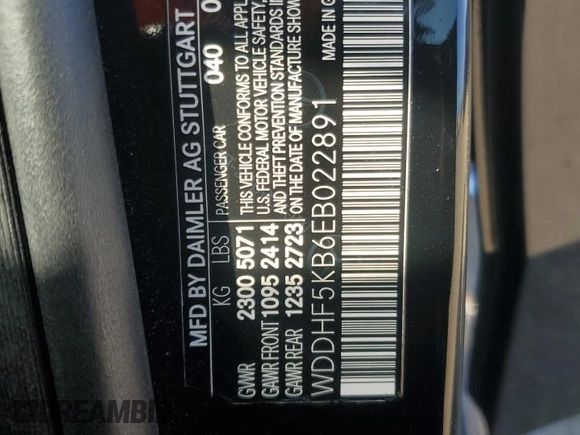 MFD BY DAIMLER AG STUTTGART
040
KG LBS PASSENGER CAR
GWR 2300 5071 THIS VEHICLE CONFORMS TO ALL APPL
GAWR FRONT 1095 2414 U.S. FEDERAL MOTOR VEHICLE SAFETY,
AND THEFT PREVENTION STANDARDS IN
GAWR REAR 1235 2723 ON THE DATE OF MANUFACTURE SHOW
WDDHF5KB6EB022891
MADE IN